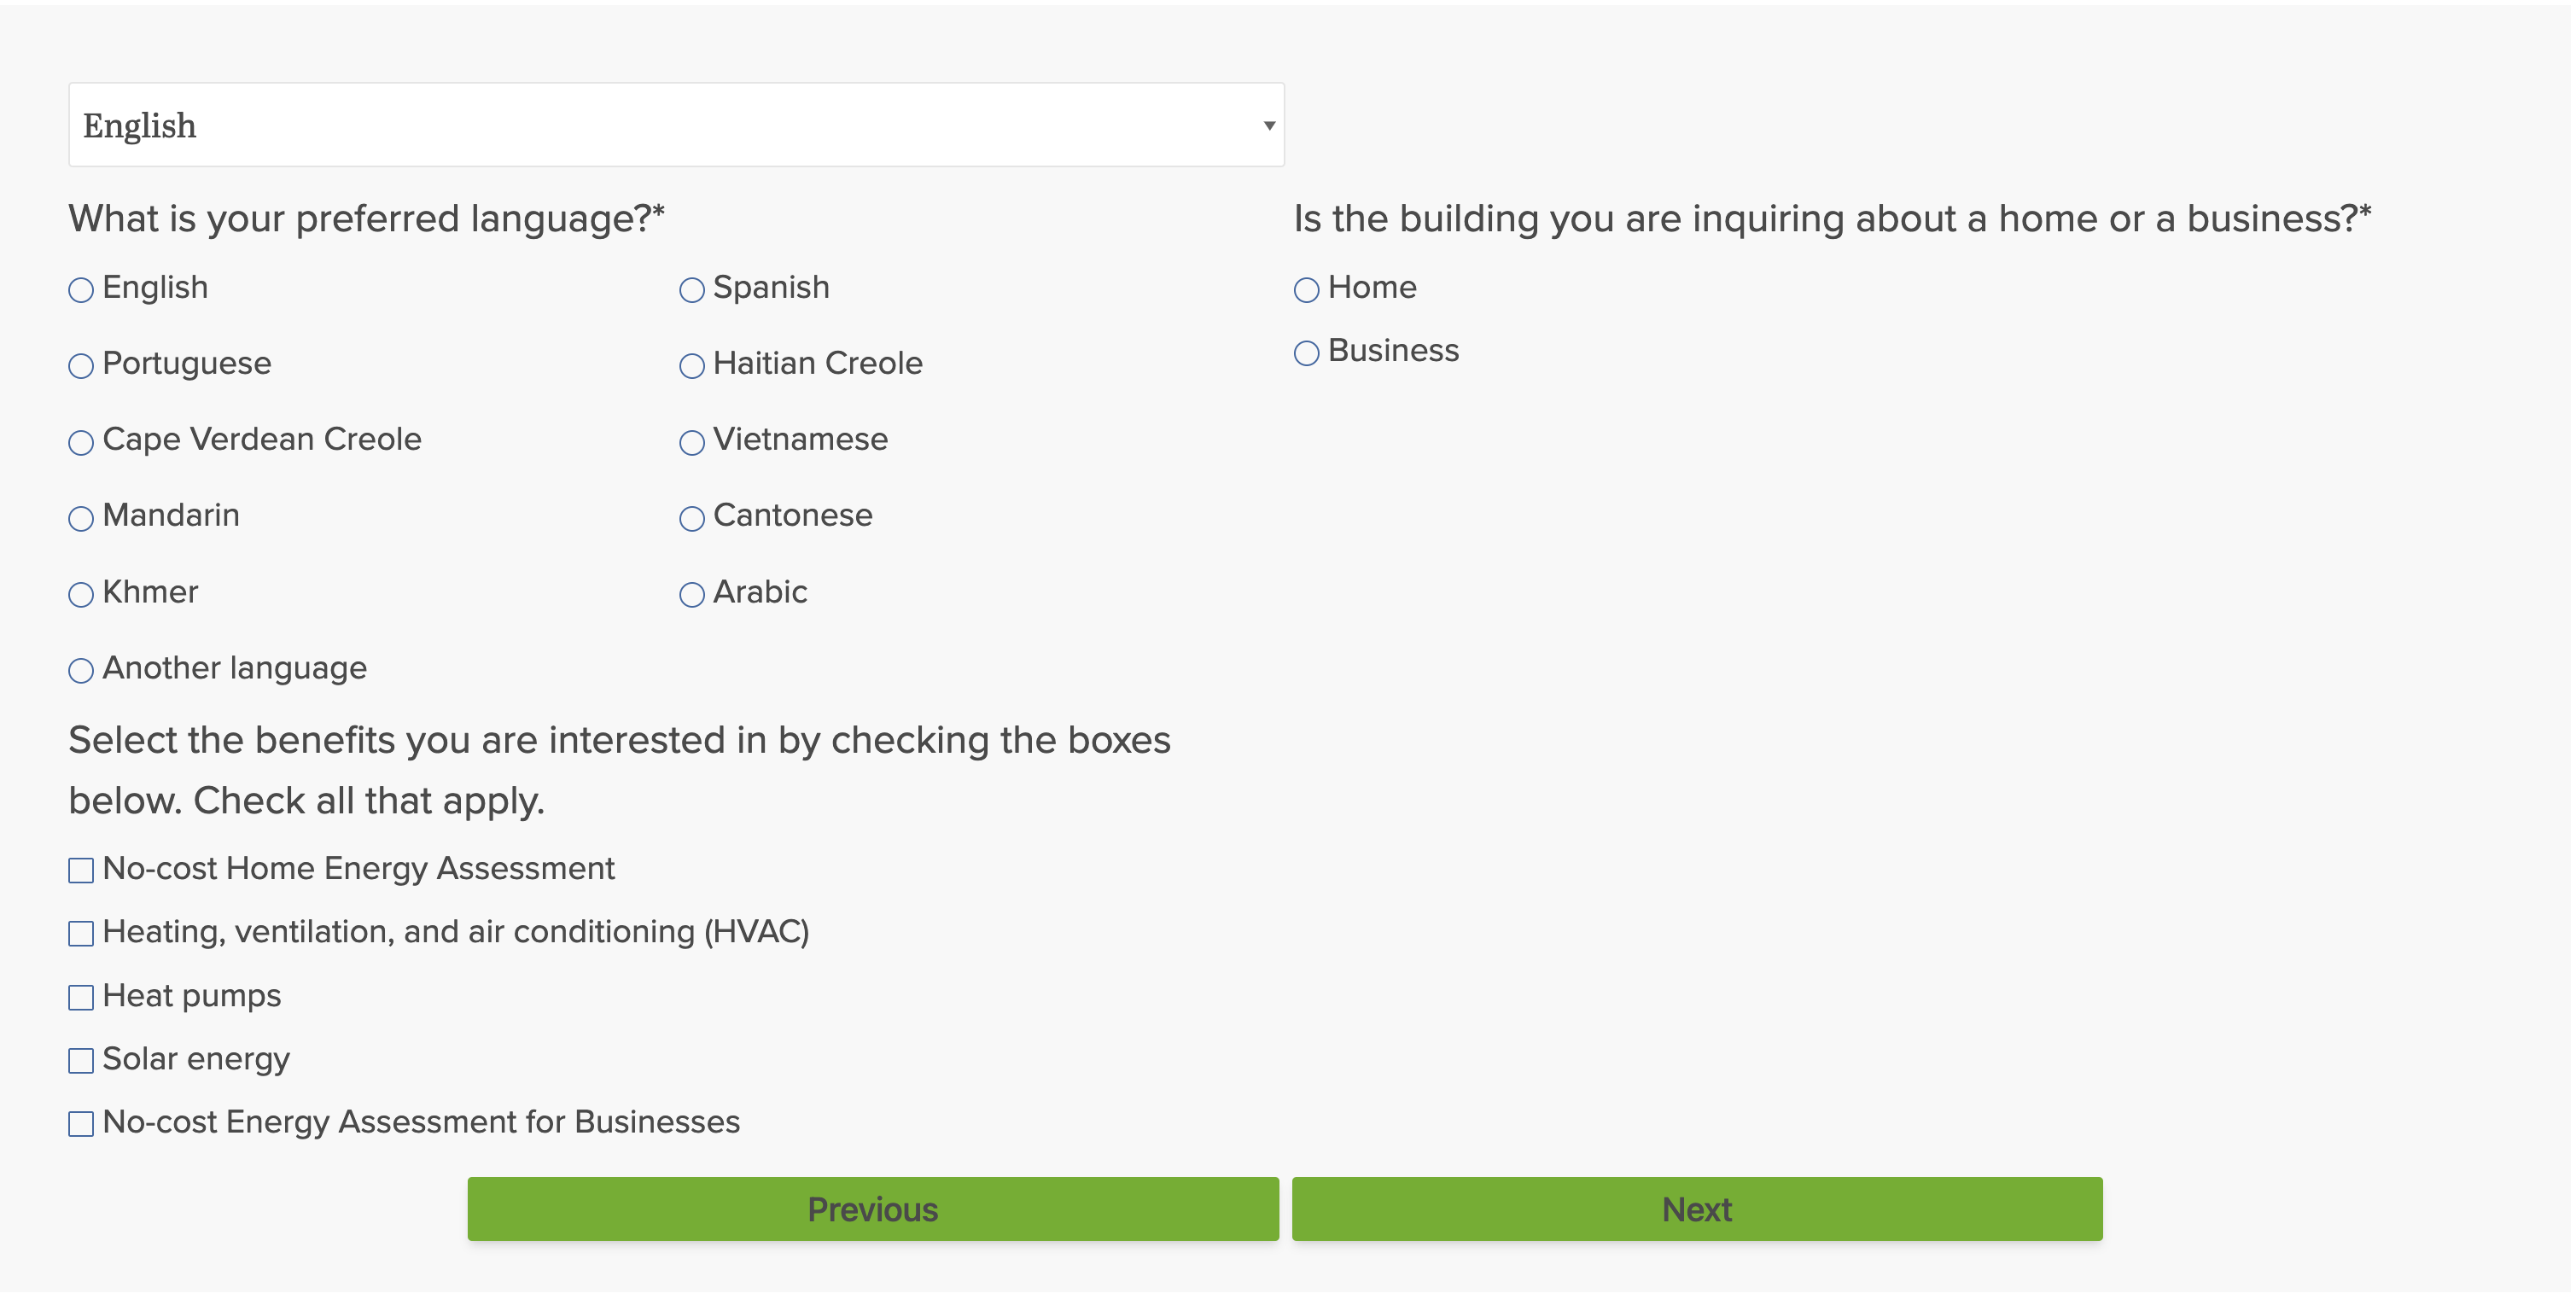 English
What is your preferred language?*
English
Spanish
Portuguese
Haitian Creole
Cape Verdean Creole
Vietnamese
Mandarin
Cantonese
Khmer
Arabic
Another language
Is the building you are inquiring about a home or a business?*
Home
Business
Select the benefits you are interested in by checking the boxes
below. Check all that apply.
No-cost Home Energy Assessment
Heating, ventilation, and air conditioning (HVAC)
Heat pumps
Solar energy
No-cost Energy Assessment for Businesses
Previous
Next